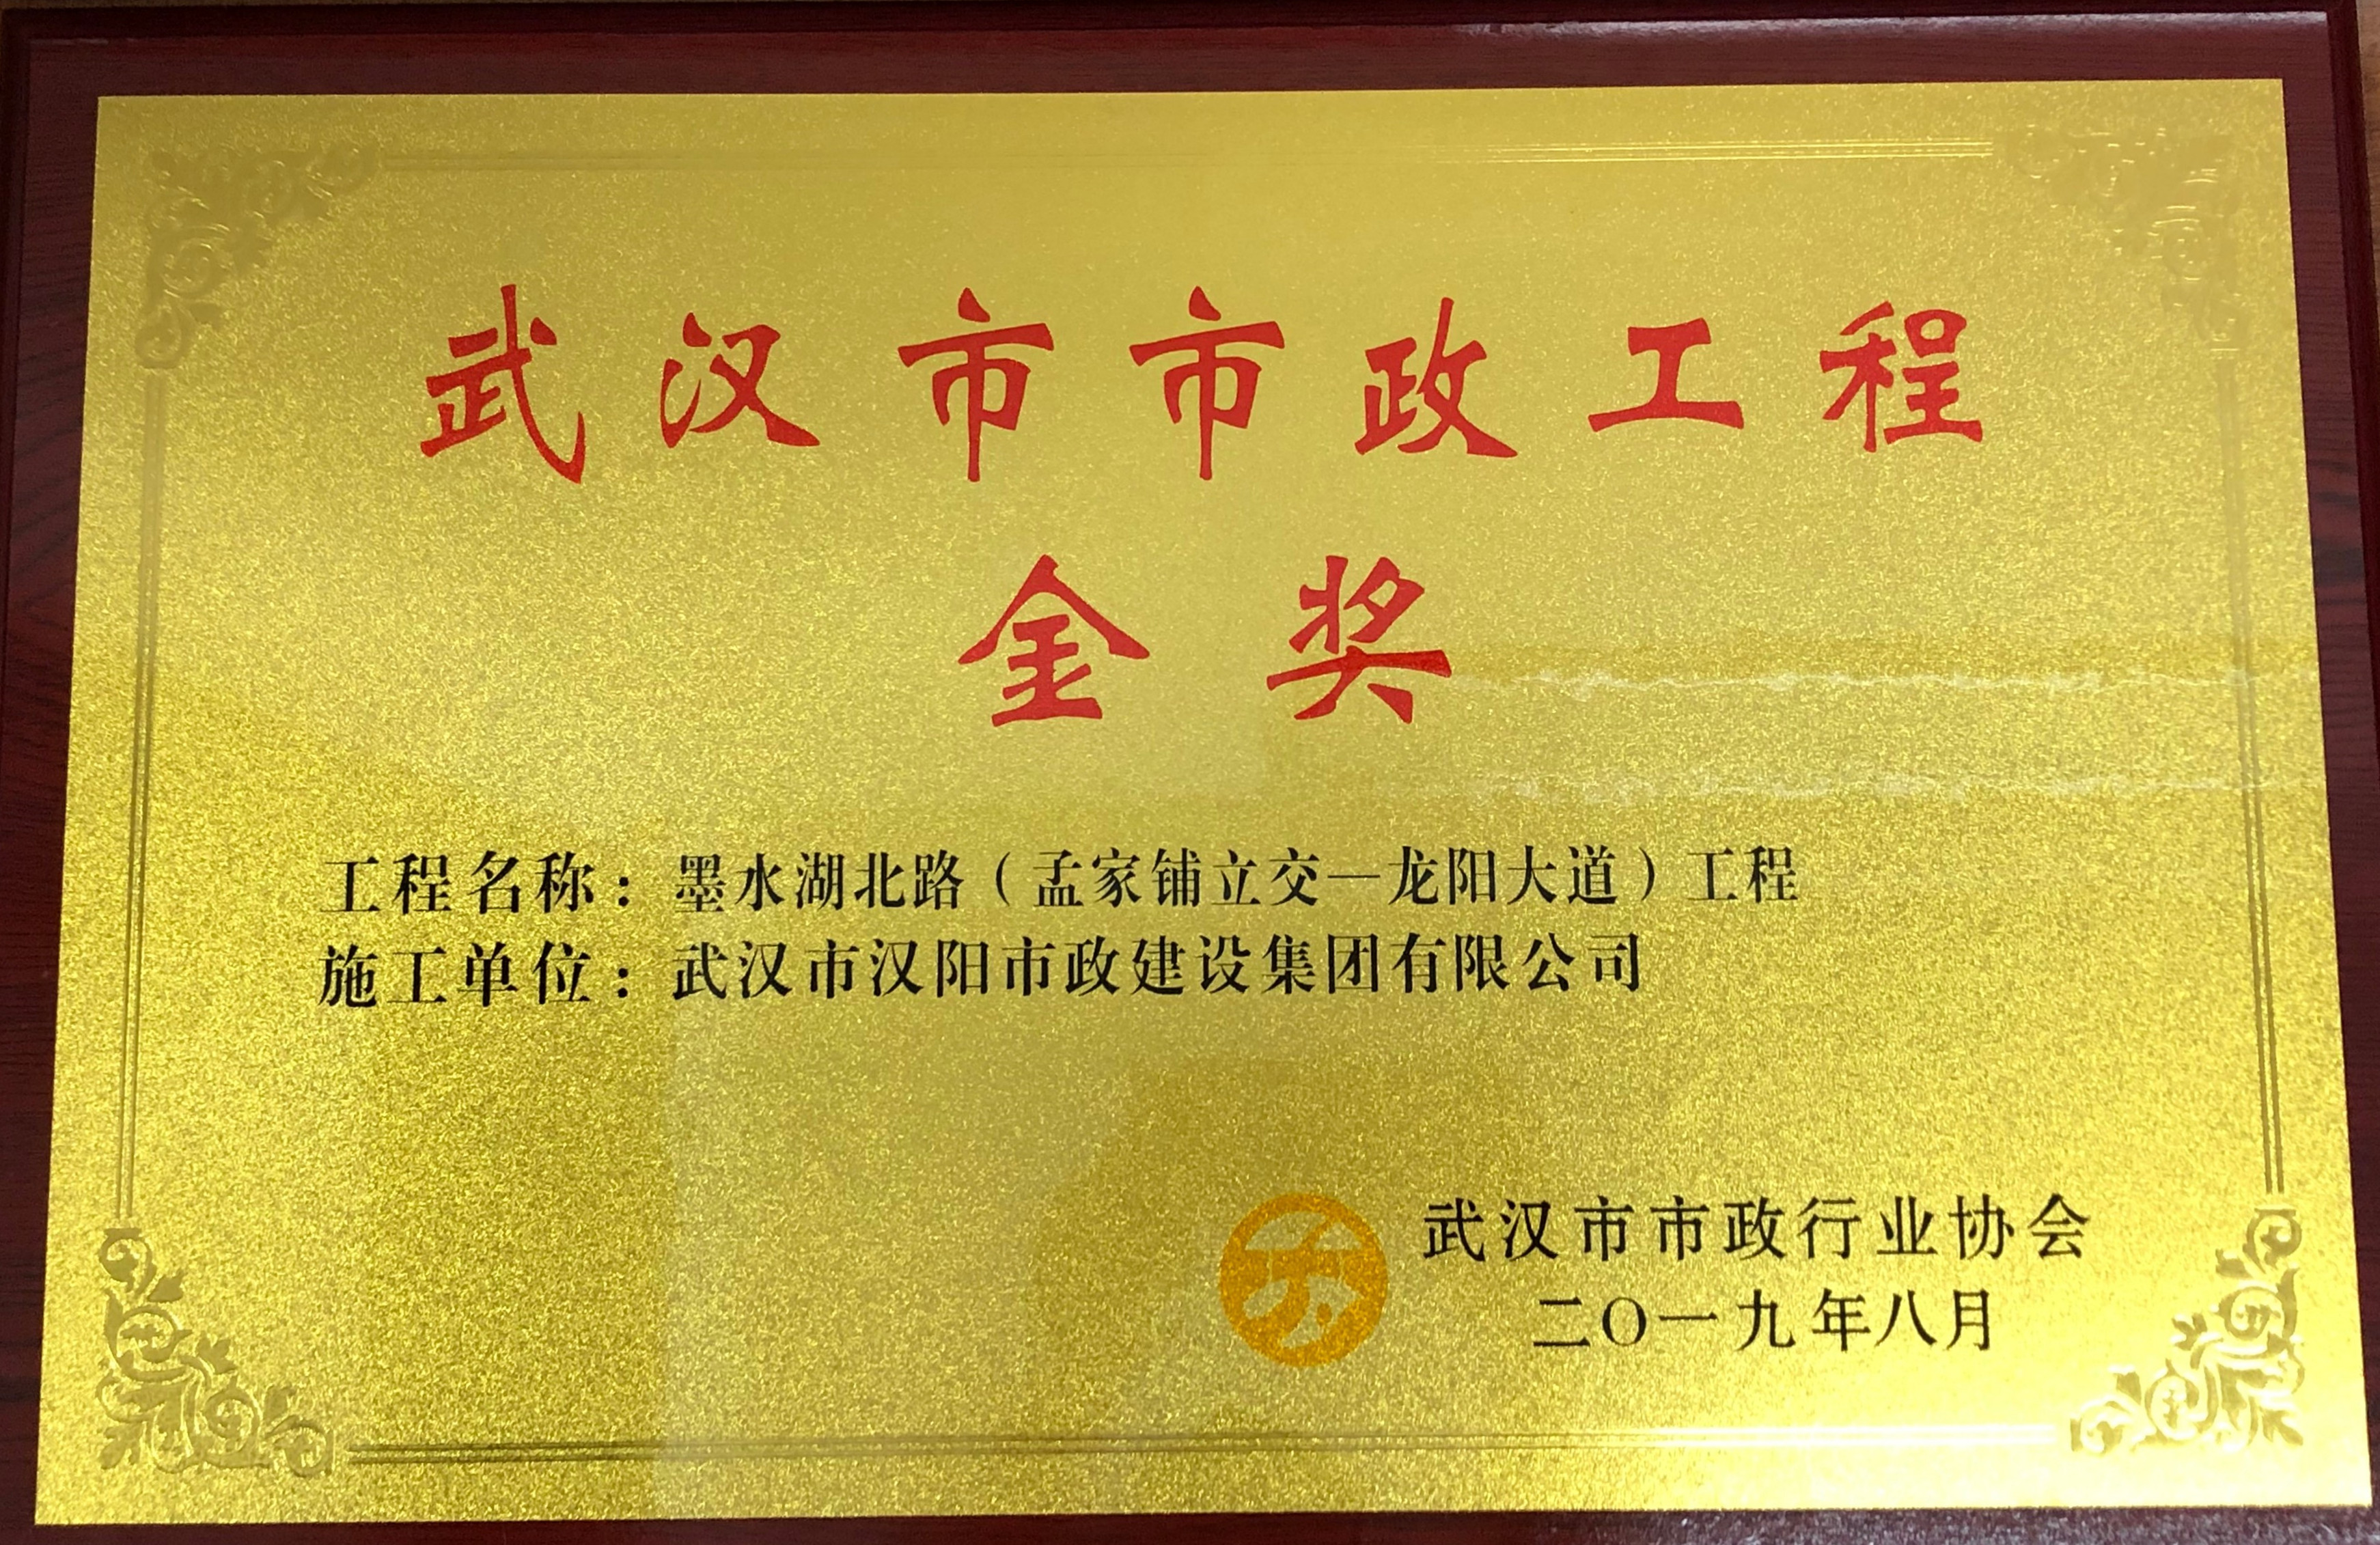 武汉市市政工程
金奖
工程名称：墨水湖北路（孟家铺立交—龙阳大道）工程
施工单位：武汉市汉阳市政建设集团有限公司
武汉市市政行业协会
二〇一九年八月